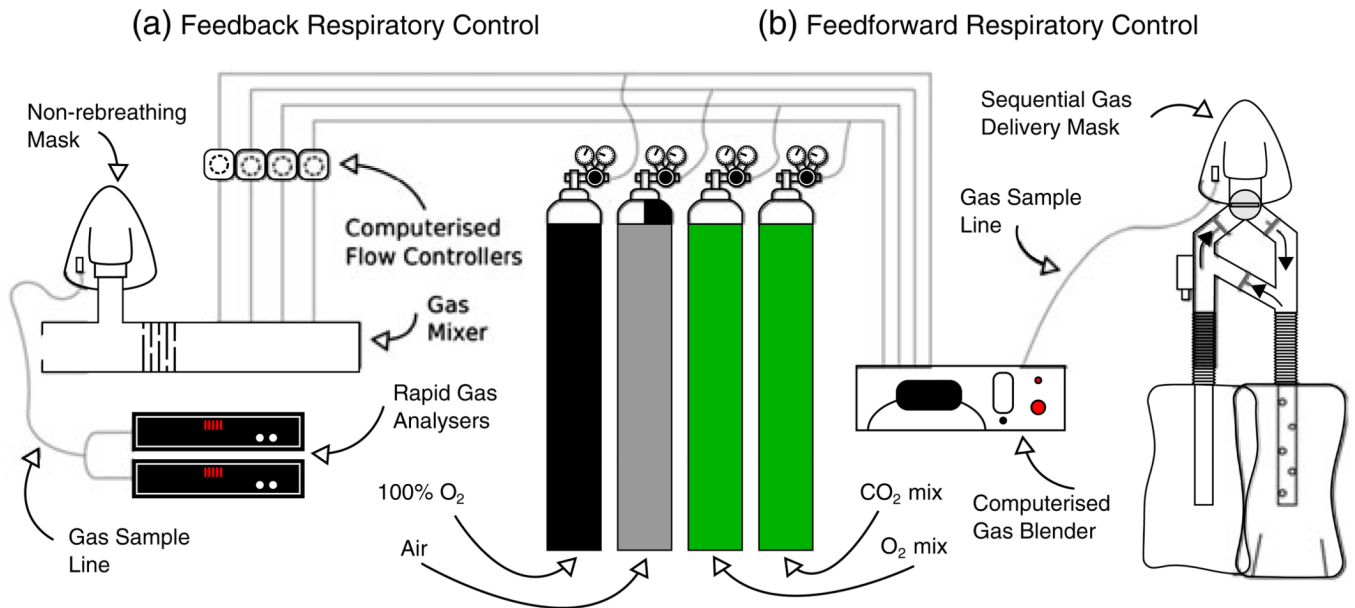 (a) Feedback Respiratory Control
(b) Feedforward Respiratory Control
Non-rebreathing
Mask
Computerised
Flow Controllers
Gas
Mixer
Rapid Gas
Analysers
Gas Sample
Line
100% O₂
Air
Sequential Gas
Delivery Mask
Gas Sample
Line
CO₂ mix
O₂ mix
Computerised
Gas Blender